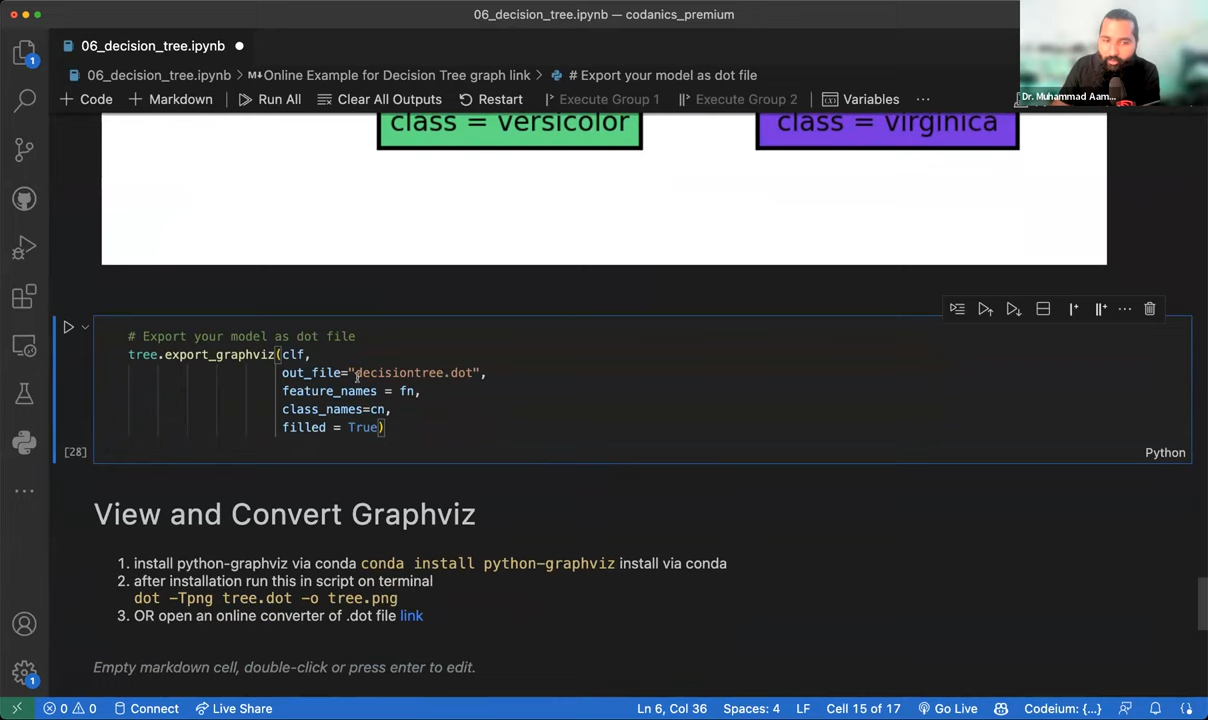 06_decision_tree.ipynb — codanics_premium
06_decision_tree.ipynb
06_decision_tree.ipynb > M↓Online Example for Decision Tree graph link > # Export your model as dot file
Dr. Muhammad Aam...
Code
Markdown
Run All
Clear All Outputs
Restart
Execute Group 1
Execute Group 2
Variables
1
class = versicolor
class = virginica
# Export your model as dot file
tree.export_graphviz(clf,
out_file="decisiontree.dot",
feature_names = fn,
class_names=cn,
filled = True)
[28]
Python
View and Convert Graphviz
1. install python-graphviz via conda conda install python-graphviz install via conda
2. after installation run this in script on terminal
dot -Tpng tree.dot -o tree.png
3. OR open an online converter of .dot file link
Empty markdown cell, double-click or press enter to edit.
1
0 0
Connect
Live Share
Ln 6, Col 36
Spaces: 4
LF
Cell 15 of 17
Go Live
Codeium: {...}